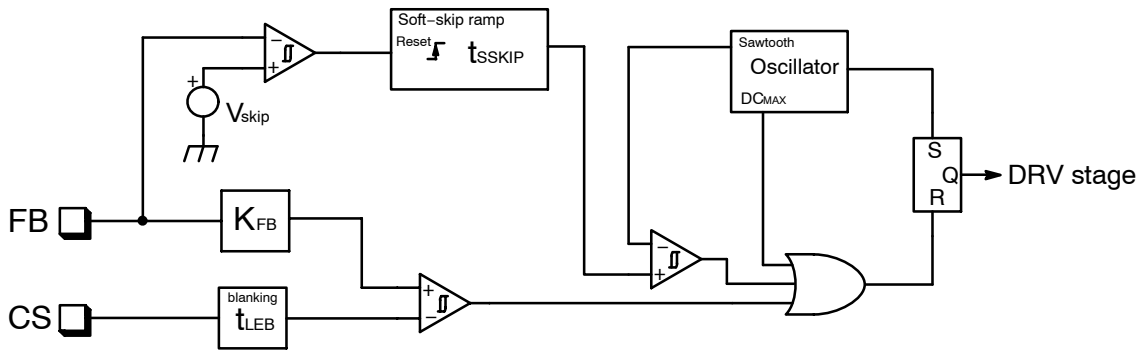 Soft-skip ramp
Reset
tSSKIP
Sawtooth
Oscillator
DCMAX
+
Vskip
−
+
S
Q
R
DRV stage
FB
KFB
−
+
CS
blanking
tLEB
+
−